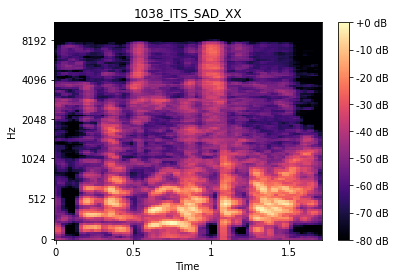 1038_ITS_SAD_XX
+0 dB
8192
-10 dB
4096
-20 dB
-30 dB
2048
Hz
-40 dB
1024
-50 dB
512
-60 dB
-70 dB
0
-80 dB
0
0.5
1
1.5
Time